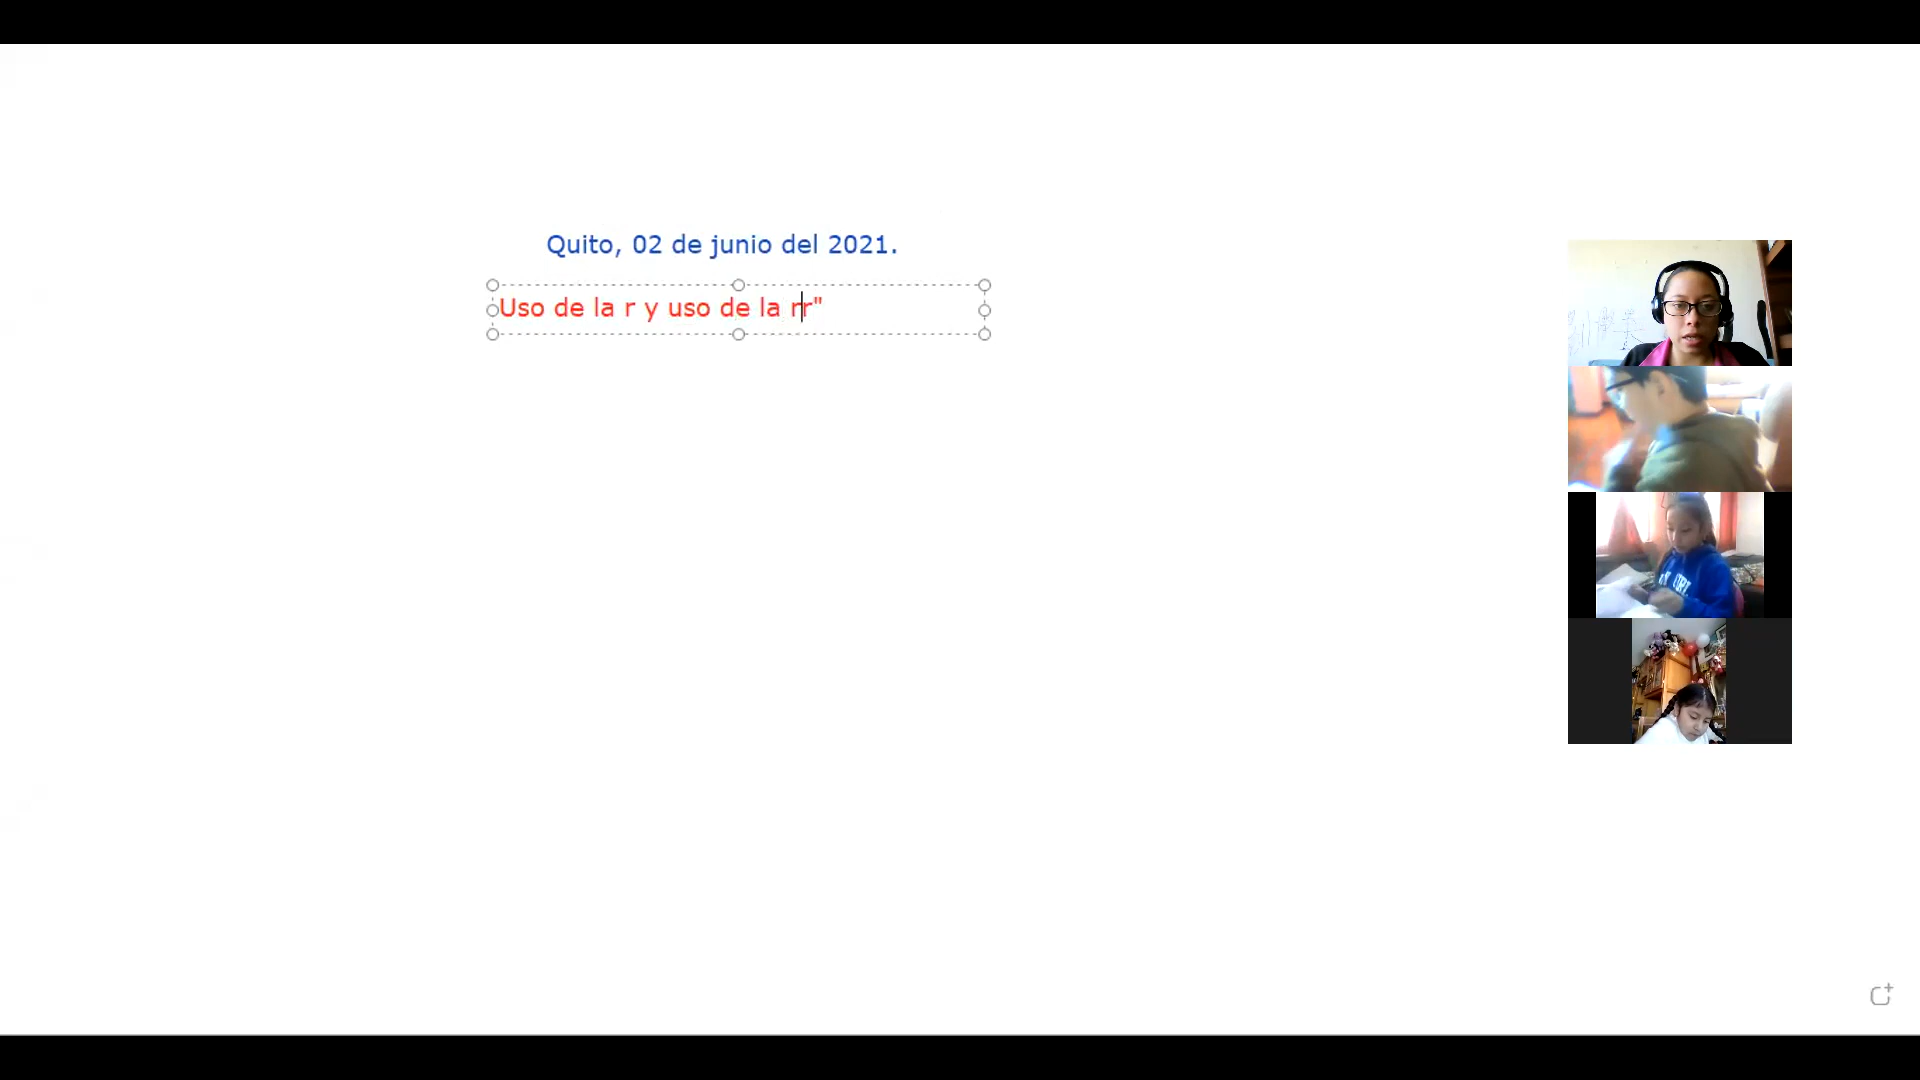 Quito, 02 de junio del 2021.
Uso de la r y uso de la rr"